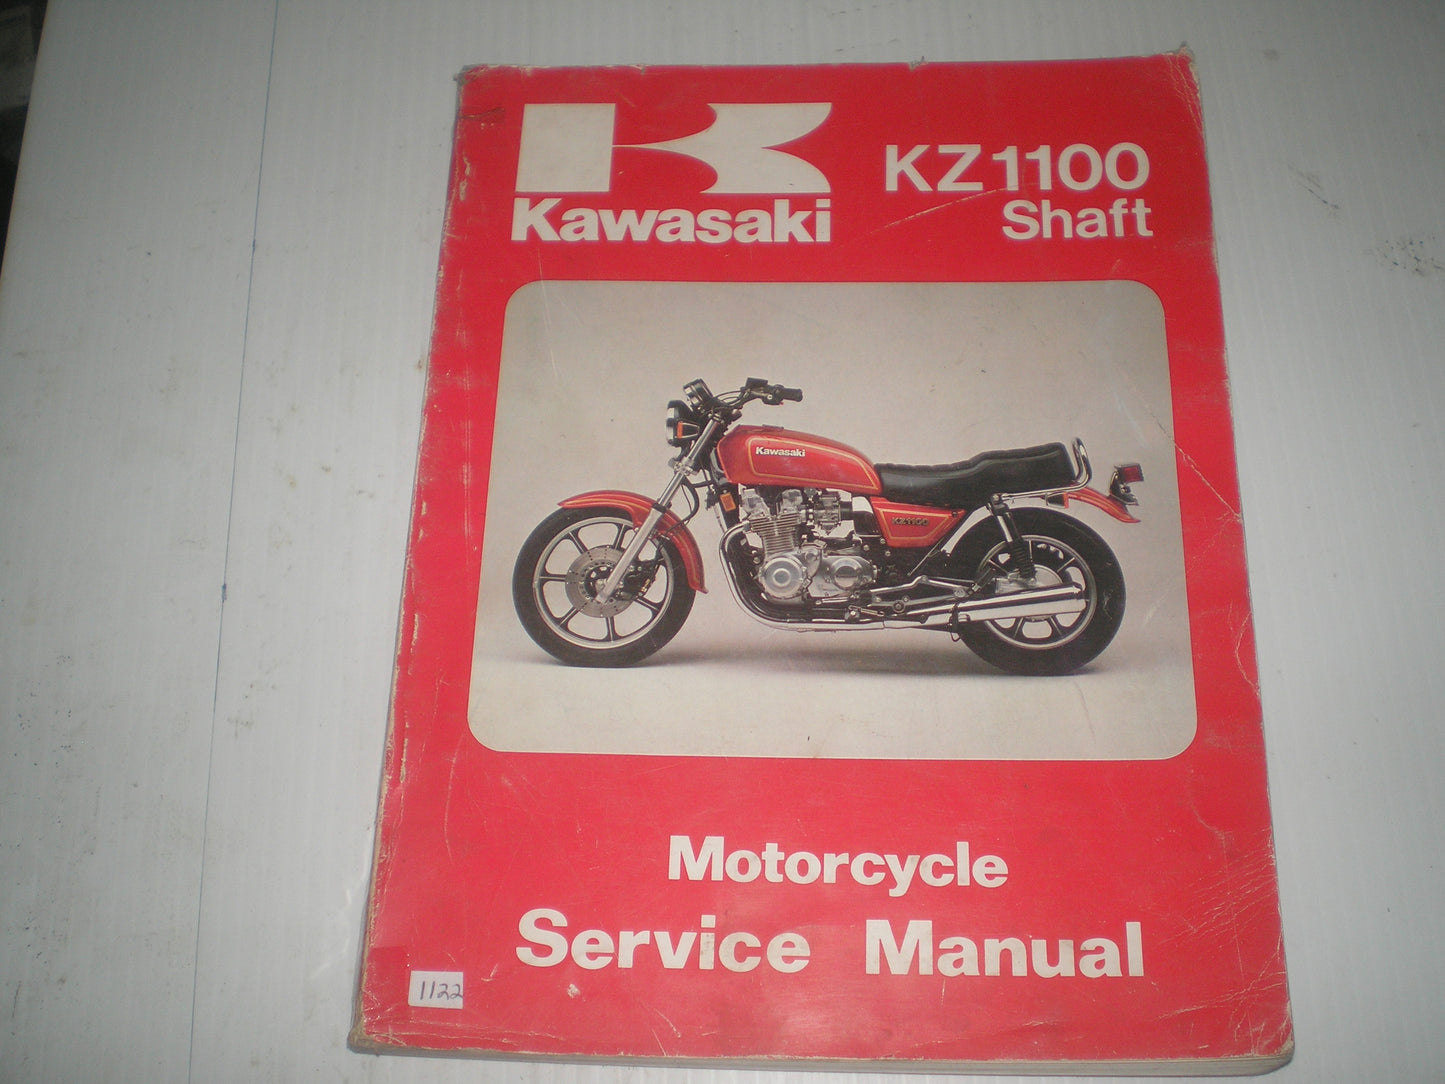 Kawasaki
KZ1100
Shaft
Kawasaki
KZ1100
Motorcycle
Service Manual
1122